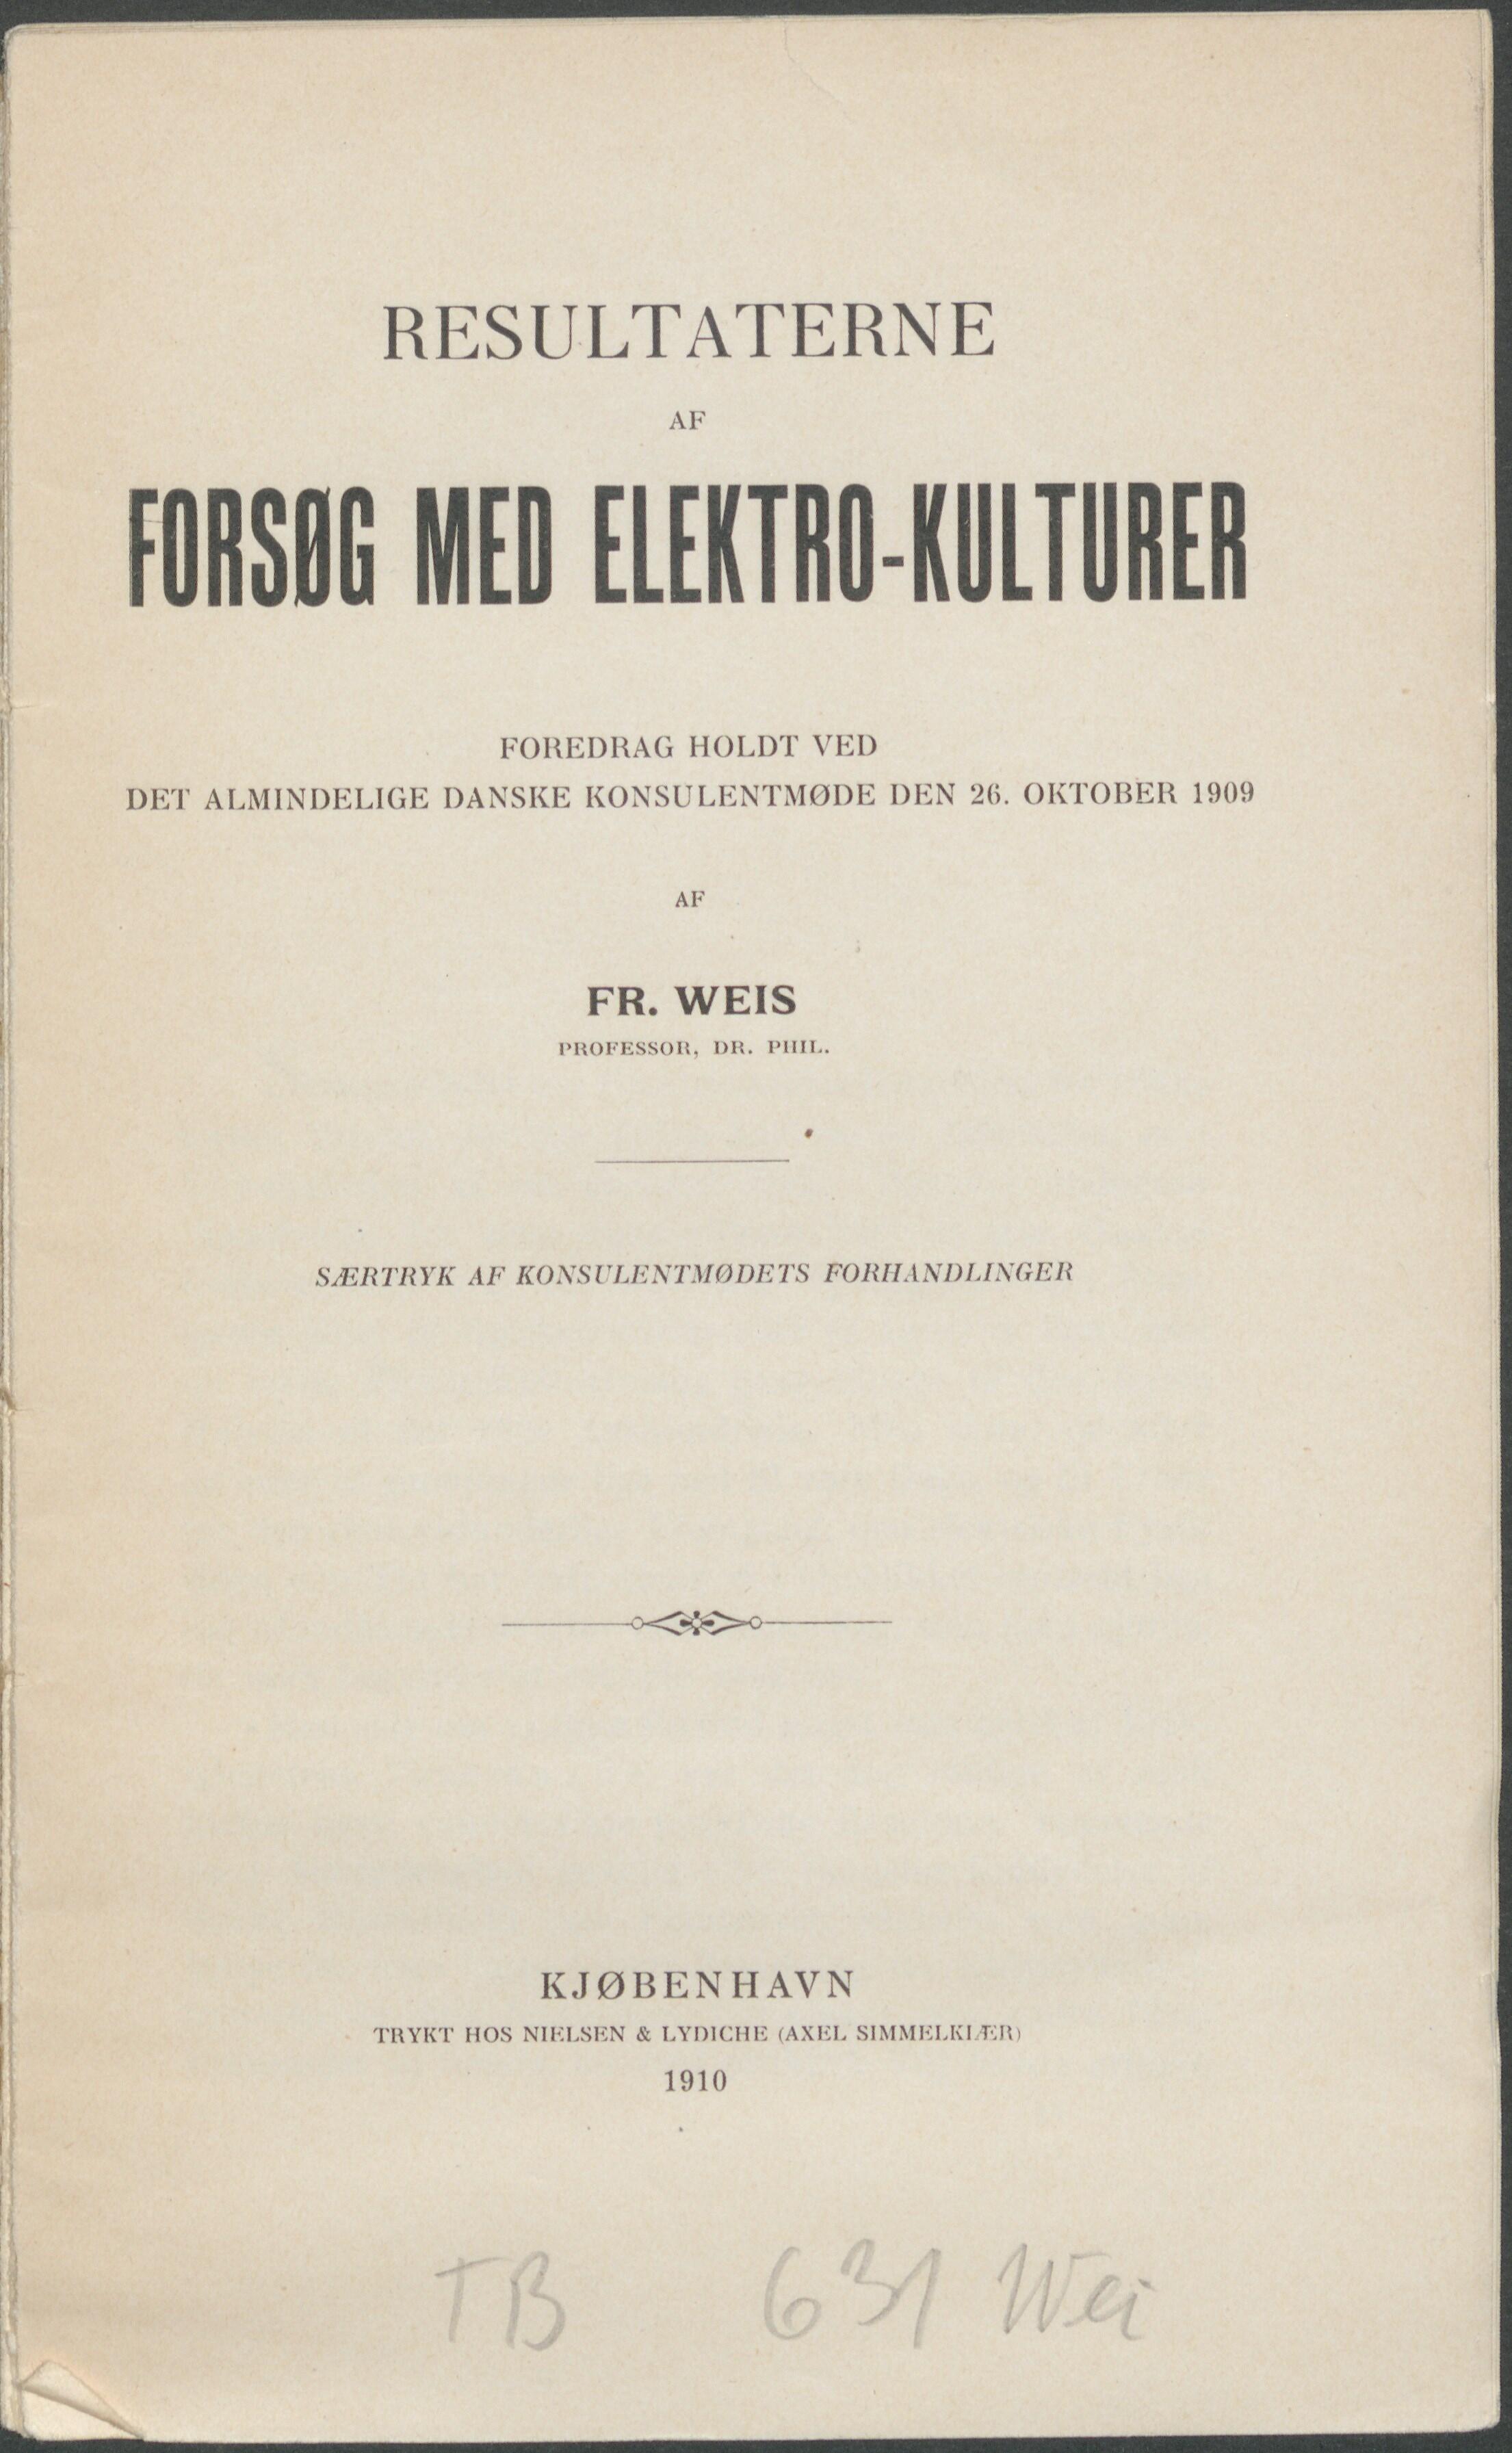 RESULTATERNE
AF
FORSØG MED ELEKTRO-KULTURER
FOREDRAG HOLDT VED
DET ALMINDELIGE DANSKE KONSULENTMØDE DEN 26. OKTOBER 1909
AF
FR. WEIS
PROFESSOR, DR. PHIL.
SÆRTRYK AF KONSULENTMØDETS FORHANDLINGER
KJØBENHAVN
TRYKT HOS NIELSEN & LYDICHE (AXEL SIMMELKIÆR)
1910
TB 631 Wei